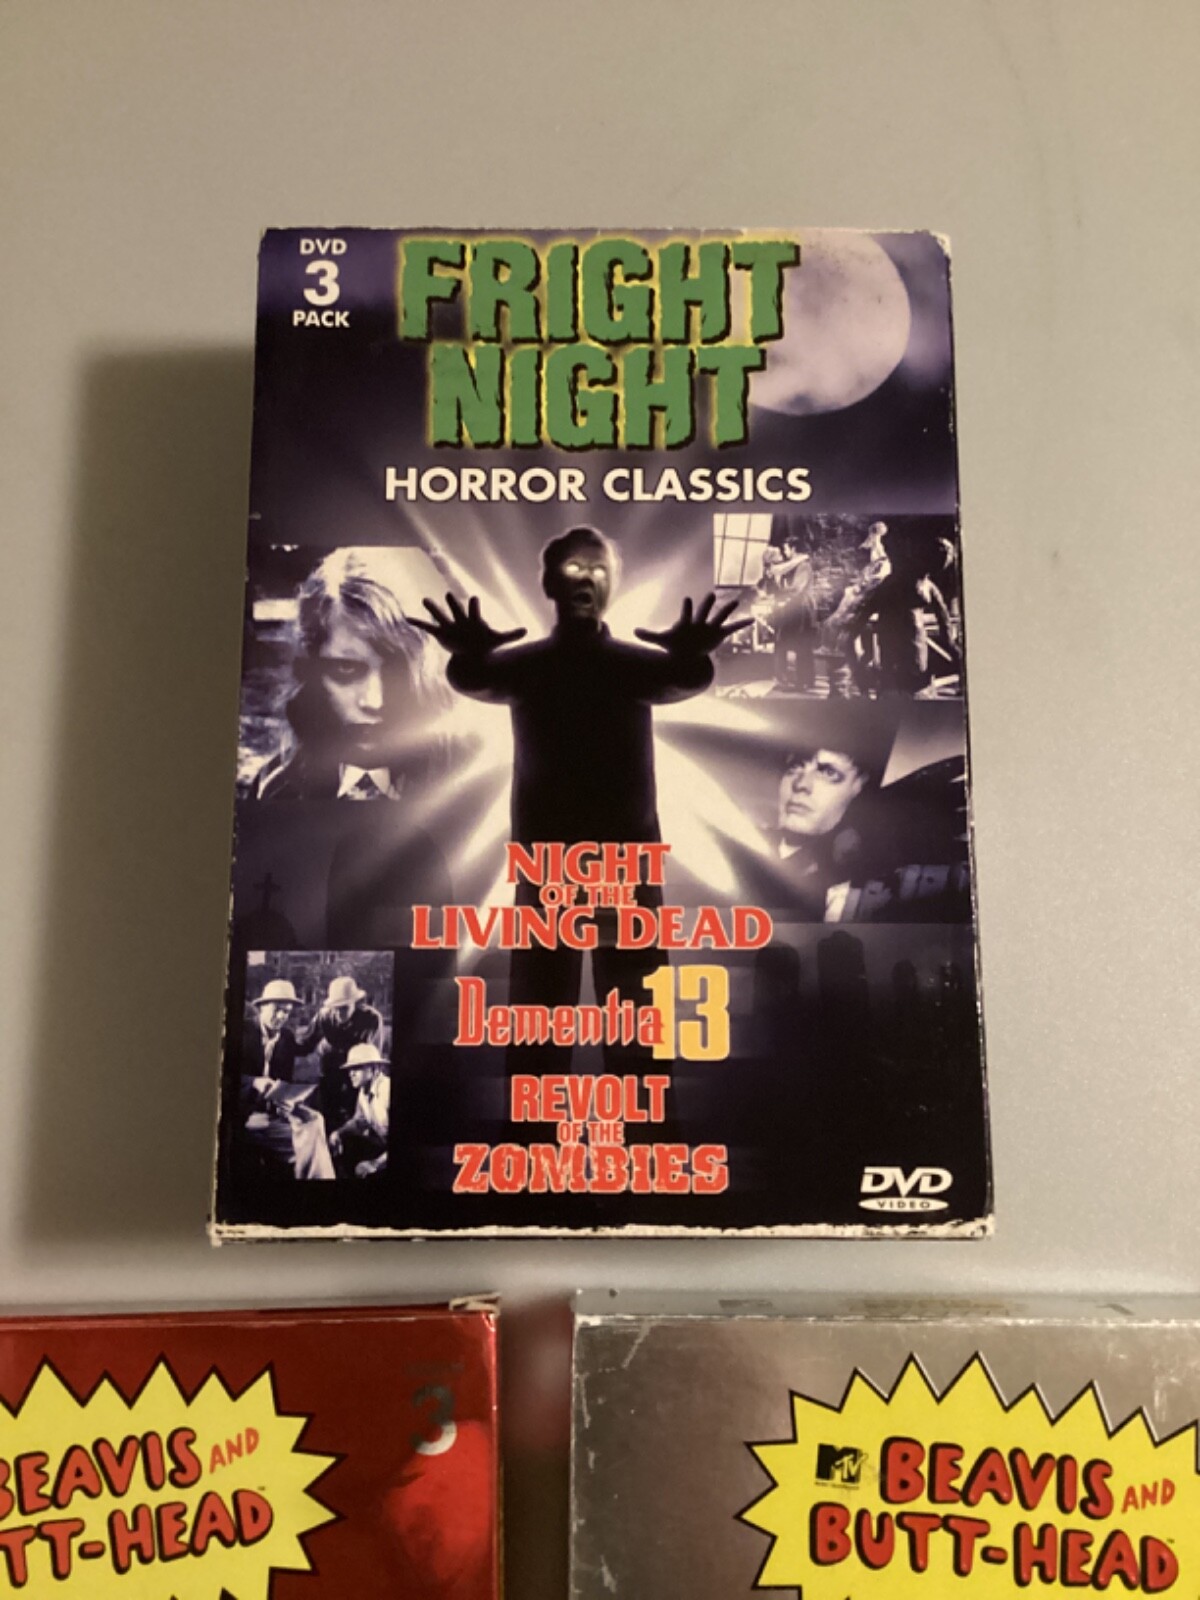 DVD
3
PACK
FRIGHT
NIGHT
HORROR CLASSICS
NIGHT
OF THE
LIVING DEAD
Dementia 13
REVOLT
OF THE
ZOMBIES
DVD
VIDEO
3
BEAVIS AND
TT-HEAD
MTV
BEAVIS AND
BUTT-HEAD